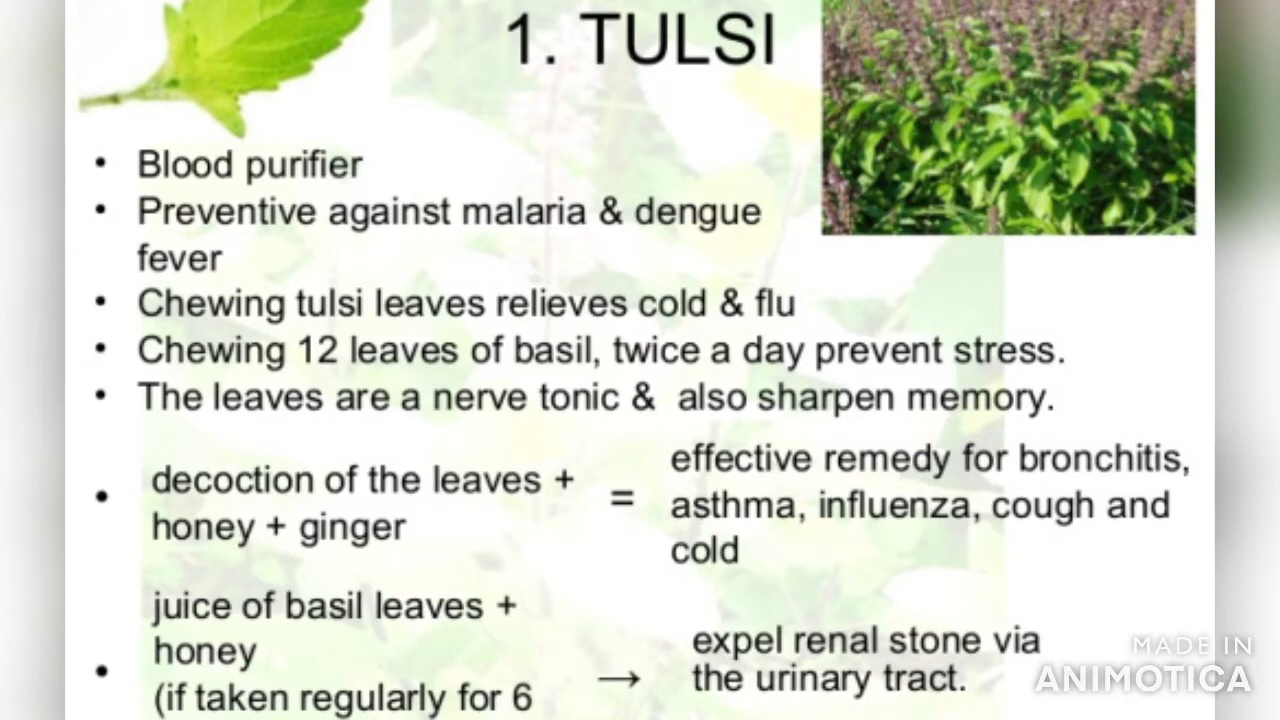 1. TULSI
• Blood purifier
• Preventive against malaria & dengue
fever
• Chewing tulsi leaves relieves cold & flu
• Chewing 12 leaves of basil, twice a day prevent stress.
• The leaves are a nerve tonic & also sharpen memory.
• decoction of the leaves +
honey + ginger
=
effective remedy for bronchitis,
asthma, influenza, cough and
cold
• juice of basil leaves +
honey
(if taken regularly for 6
→
expel renal stone via
the urinary tract.
MADE IN
ANIMOTICA